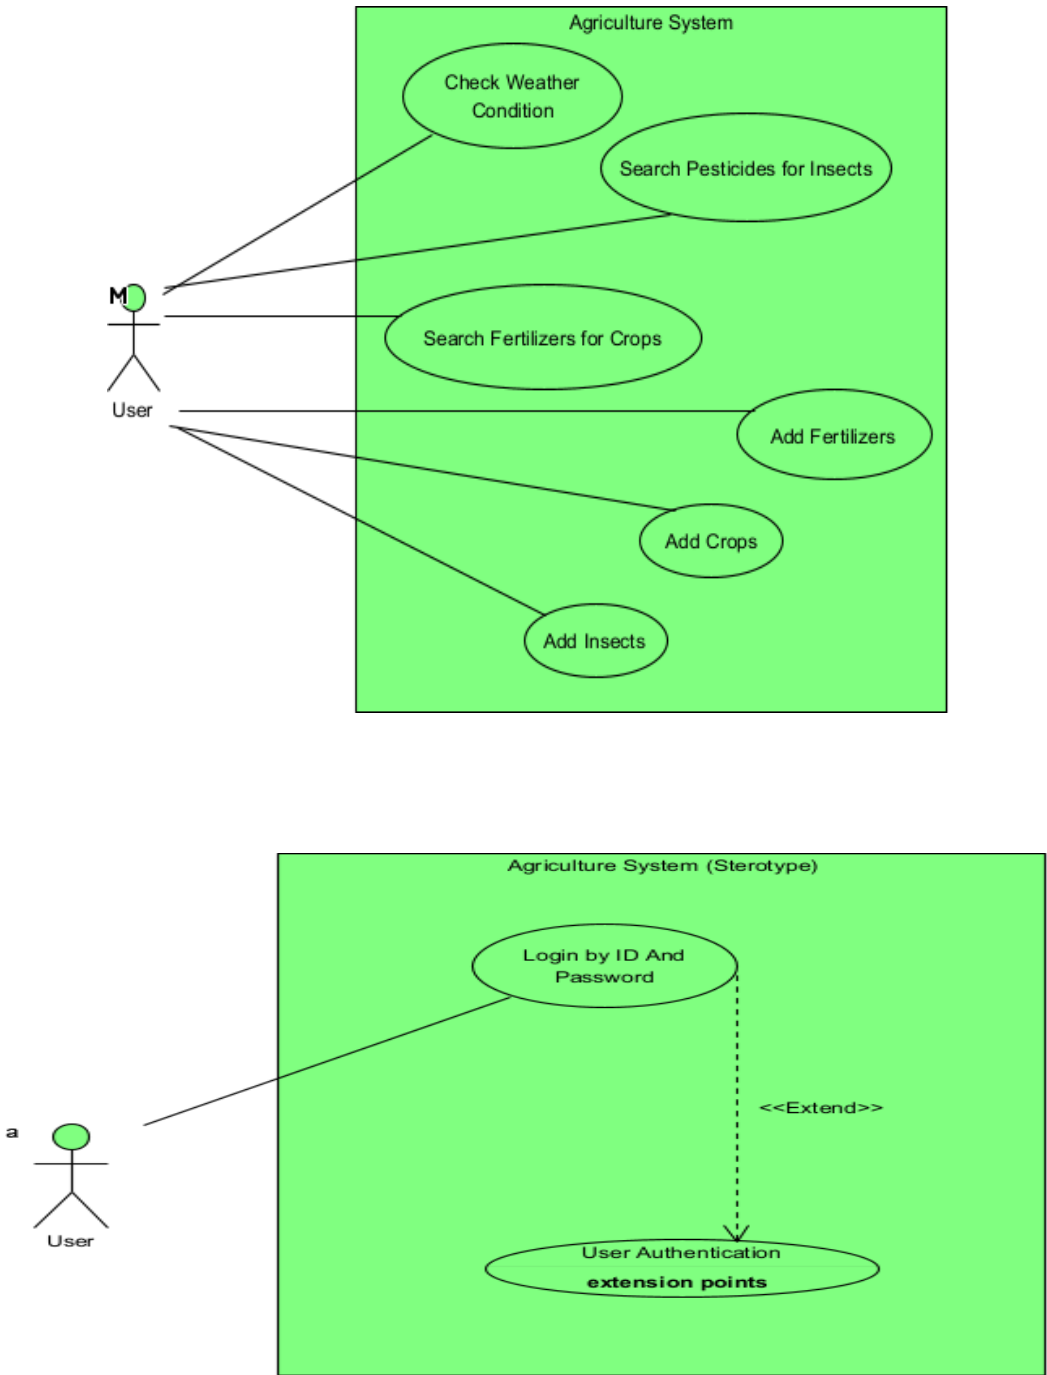 Agriculture System
Check Weather
Condition
Search Pesticides for Insects
M
Search Fertilizers for Crops
User
Add Fertilizers
Add Crops
Add Insects
Agriculture System (Sterotype)
Login by ID And
Password
<<Extend>>
a
User
User Authentication
extension points